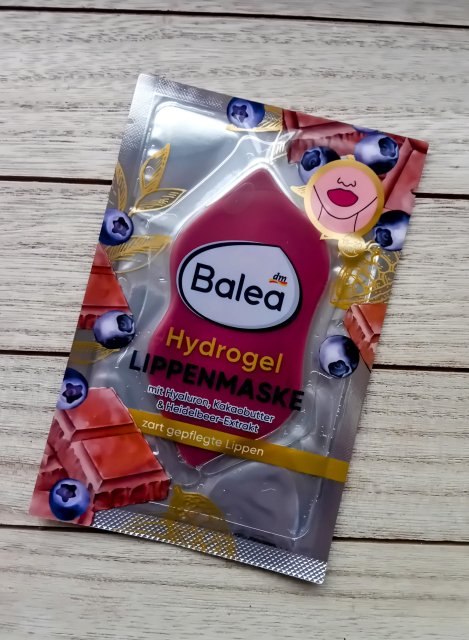 Balea
dm
Hydrogel
LIPPENMASKE
mit Hyaluron, Kakaobutter
& Heidelbeer-Extrakt
zart gepflegte Lippen